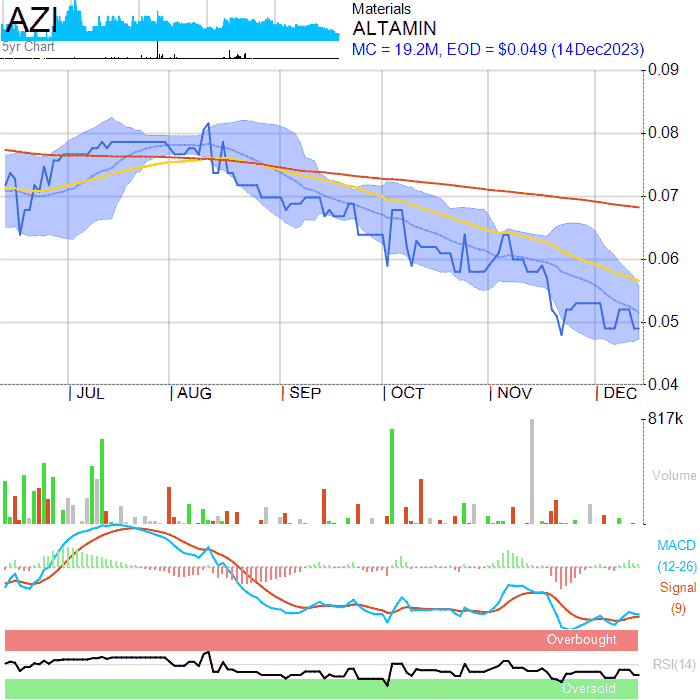 AZI
5yr Chart
Materials
ALTAMIN
MC = 19.2M, EOD = $0.049 (14Dec2023)
0.09
0.08
0.07
0.06
0.05
0.04
JUL AUG SEP OCT NOV DEC
817k
Volume
MACD
(12-26)
Signal
(9)
Overbought
RSI(14)
Oversold